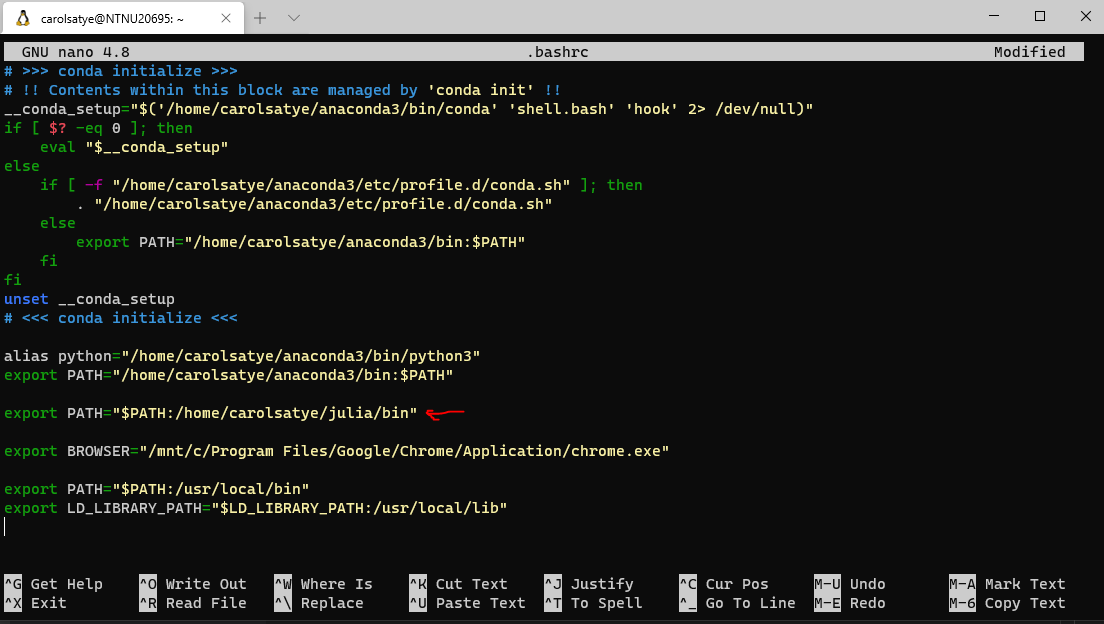 carolsatye@NTNU20695: ~
GNU nano 4.8 .bashrc Modified
# >>> conda initialize >>>
# !! Contents within this block are managed by 'conda init' !!
__conda_setup="$('/home/carolsatye/anaconda3/bin/conda' 'shell.bash' 'hook' 2> /dev/null)"
if [ $? -eq 0 ]; then
    eval "$__conda_setup"
else
    if [ -f "/home/carolsatye/anaconda3/etc/profile.d/conda.sh" ]; then
        . "/home/carolsatye/anaconda3/etc/profile.d/conda.sh"
    else
        export PATH="/home/carolsatye/anaconda3/bin:$PATH"
    fi
fi
unset __conda_setup
# <<< conda initialize <<<
alias python="/home/carolsatye/anaconda3/bin/python3"
export PATH="/home/carolsatye/anaconda3/bin:$PATH"
export PATH="$PATH:/home/carolsatye/julia/bin"
export BROWSER="/mnt/c/Program Files/Google/Chrome/Application/chrome.exe"
export PATH="$PATH:/usr/local/bin"
export LD_LIBRARY_PATH="$LD_LIBRARY_PATH:/usr/local/lib"
^G Get Help ^O Write Out ^W Where Is ^K Cut Text ^J Justify ^C Cur Pos M-U Undo M-A Mark Text
^X Exit ^R Read File ^\ Replace ^U Paste Text ^T To Spell ^_ Go To Line M-E Redo M-6 Copy Text